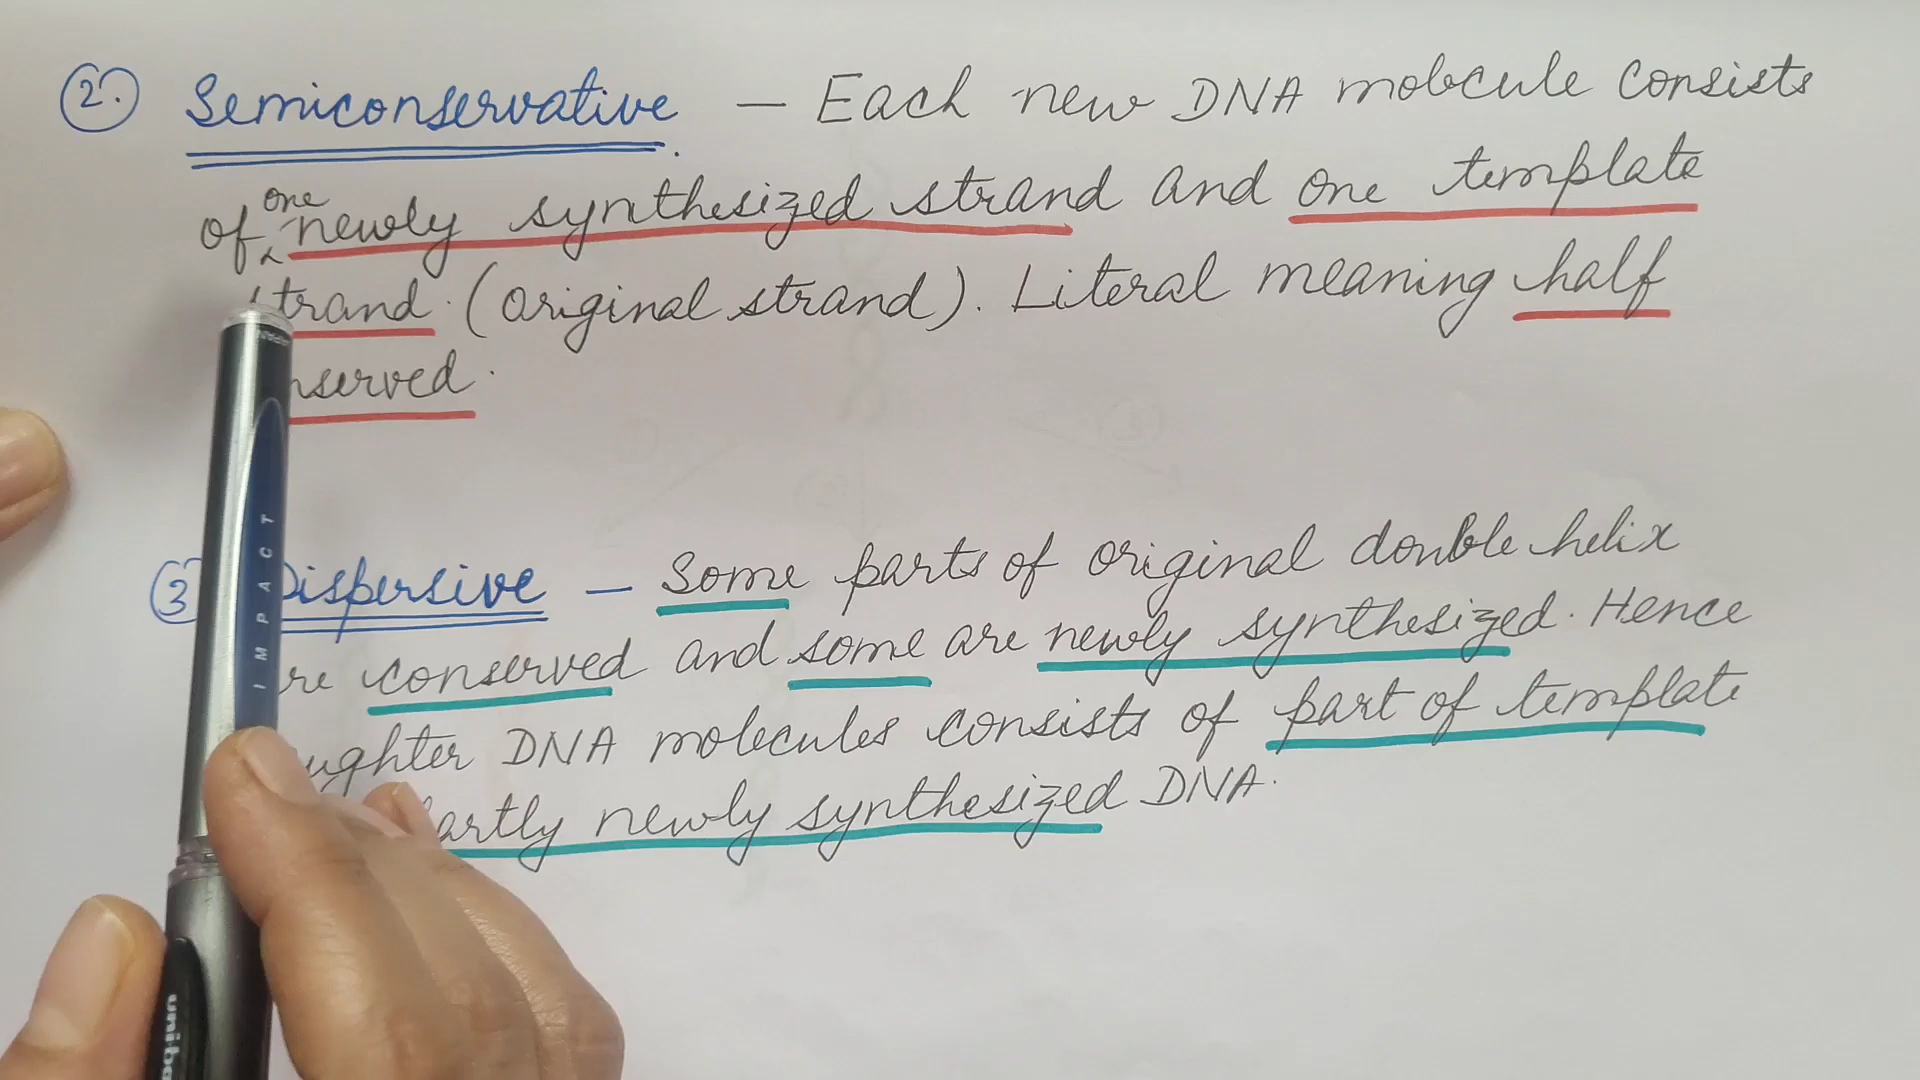 2. Semiconservative — Each new DNA molecule consists
of one newly synthesized strand and one template
strand. (original strand). Literal meaning half
nserved.
3 Dispersive — Some parts of original double helix
re conserved and some are newly synthesized. Hence
ughter DNA molecules consists of part of template
artly newly synthesized DNA.
IMPACT
uniba